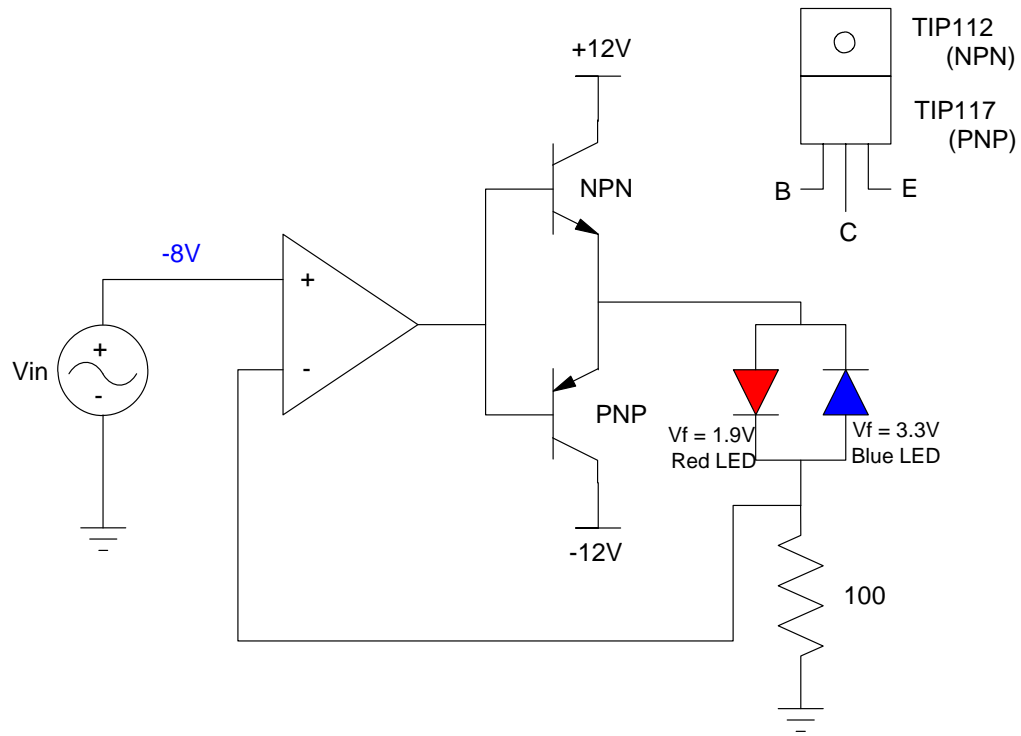 TIP112
(NPN)
+12V
TIP117
(PNP)
NPN
B
E
C
-8V
+
Vin
+
-
-
PNP
Vf = 1.9V
Red LED
Vf = 3.3V
Blue LED
-12V
100